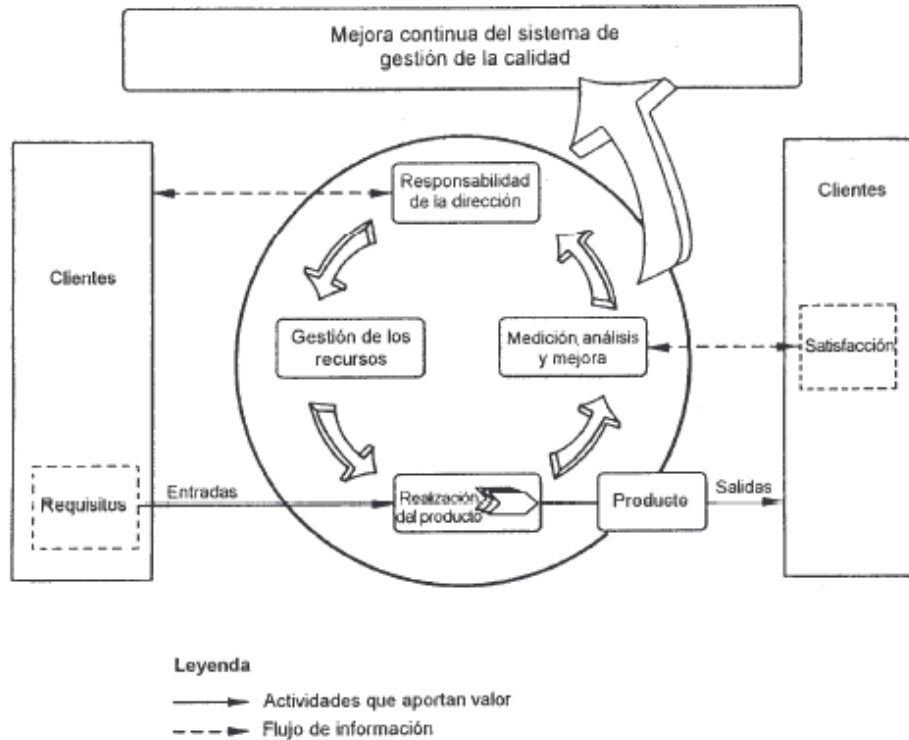 Mejora continua del sistema de
gestión de la calidad
Responsabilidad
de la dirección
Clientes
Clientes
Gestión de los
recursos
Medición, análisis
y mejora
Satisfacción
Requisitos
Entradas
Realización
dal producto
Producto
Salidas
Leyenda
Actividades que aportan valor
Flujo de información